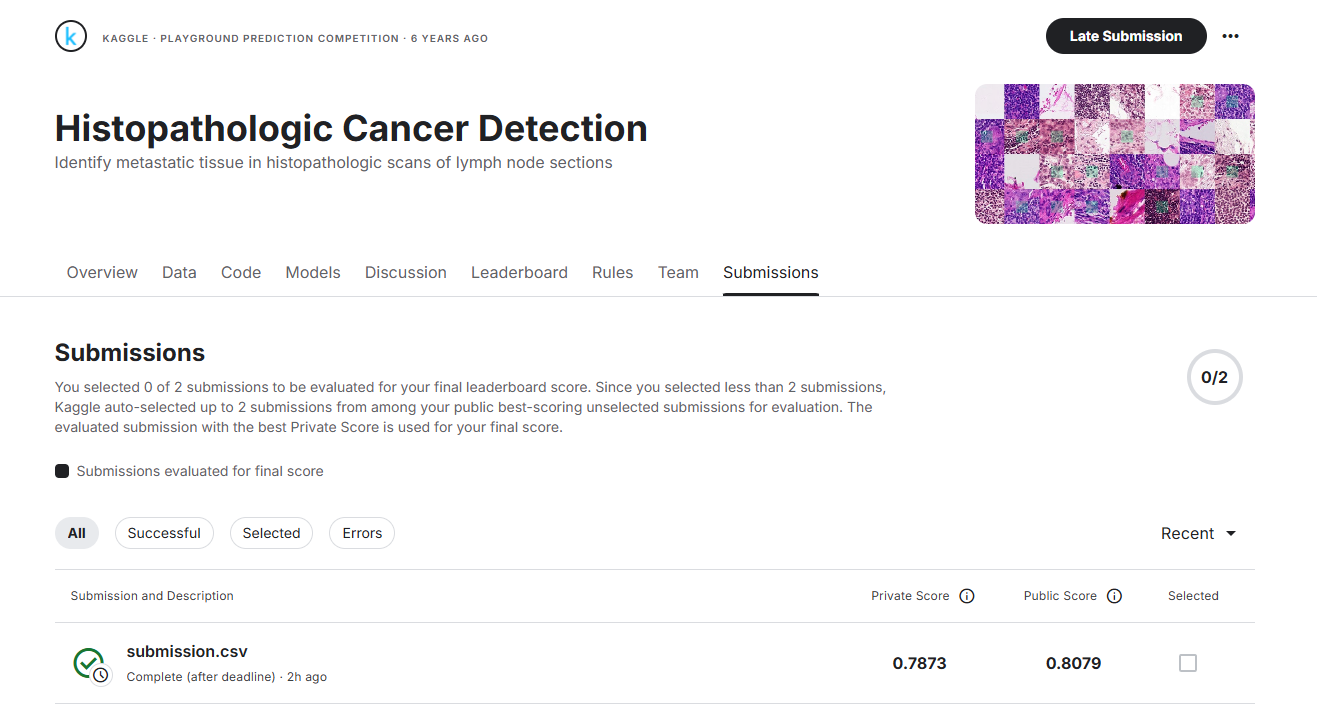 k KAGGLE · PLAYGROUND PREDICTION COMPETITION · 6 YEARS AGO
Late Submission
Histopathologic Cancer Detection
Identify metastatic tissue in histopathologic scans of lymph node sections
Overview Data Code Models Discussion Leaderboard Rules Team Submissions
Submissions
You selected 0 of 2 submissions to be evaluated for your final leaderboard score. Since you selected less than 2 submissions,
Kaggle auto-selected up to 2 submissions from among your public best-scoring unselected submissions for evaluation. The
evaluated submission with the best Private Score is used for your final score.
0/2
Submissions evaluated for final score
All Successful Selected Errors Recent
Submission and Description Private Score Public Score Selected
submission.csv
Complete (after deadline) · 2h ago
0.7873 0.8079